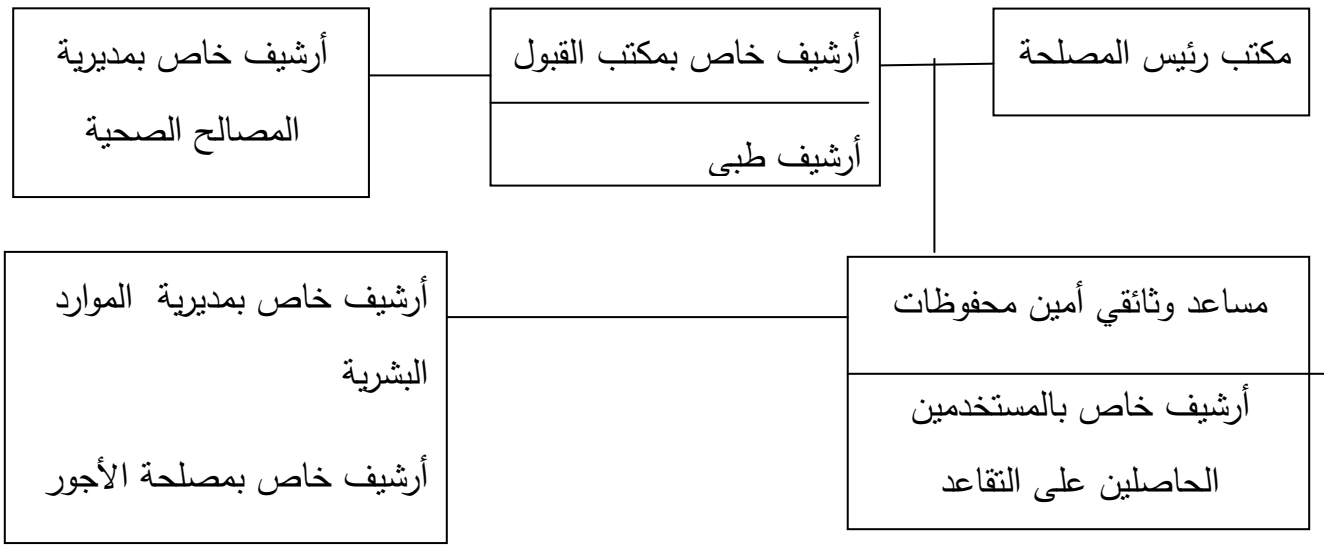 مكتب رئيس المصلحة
أرشيف خاص بمكتب القبول
أرشيف طبي
أرشيف خاص بمديرية
المصالح الصحية
مساعد وثائقي أمين محفوظات
أرشيف خاص بالمستخدمين
الحاصلين على التقاعد
أرشيف خاص بمديرية الموارد
البشرية
أرشيف خاص بمصلحة الأجور